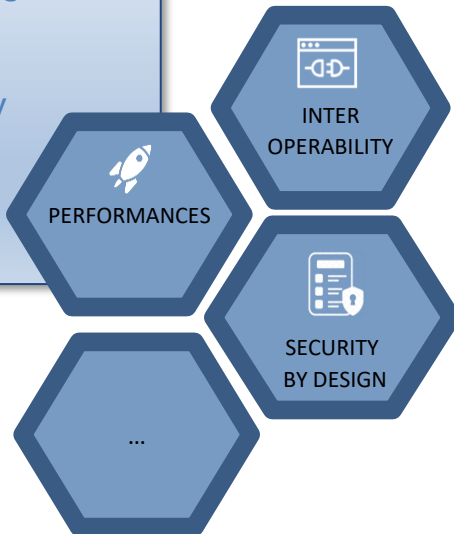 INTER
OPERABILITY
PERFORMANCES
SECURITY
BY DESIGN
...